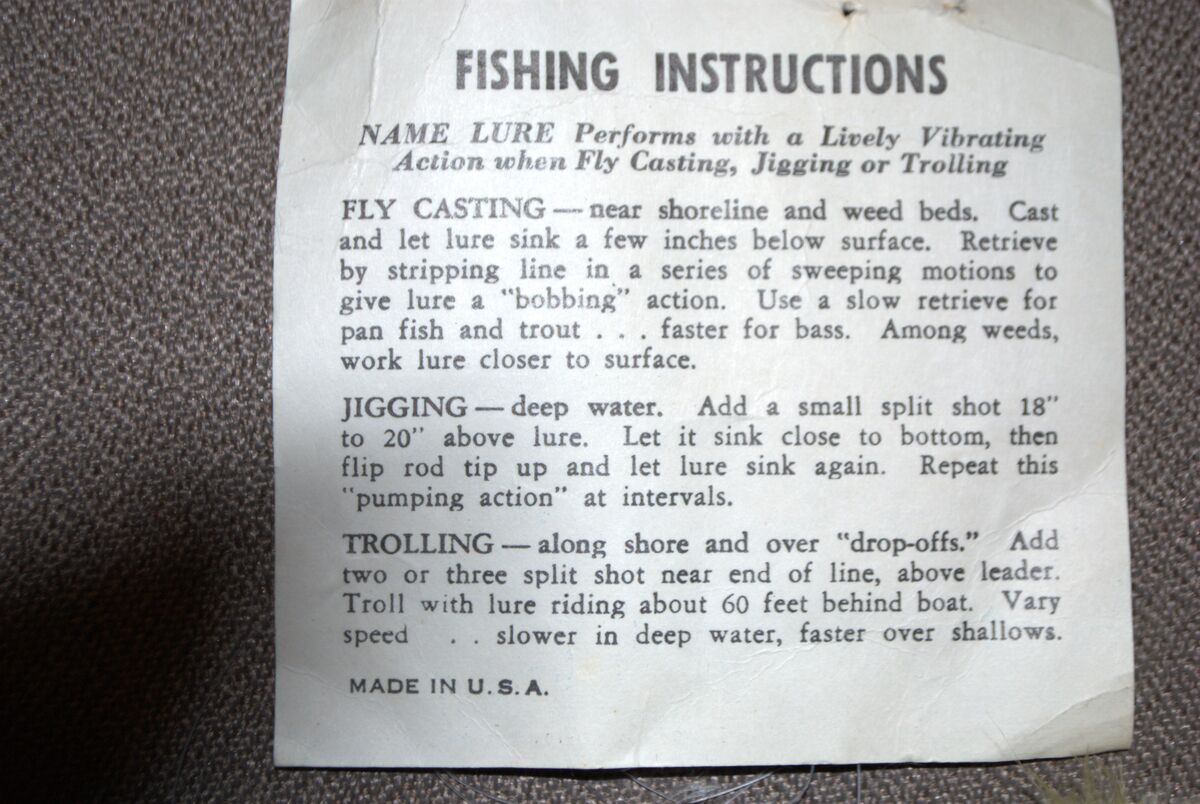 FISHING INSTRUCTIONS
NAME LURE Performs with a Lively Vibrating
Action when Fly Casting, Jigging or Trolling
FLY CASTING — near shoreline and weed beds. Cast
and let lure sink a few inches below surface. Retrieve
by stripping line in a series of sweeping motions to
give lure a "bobbing" action. Use a slow retrieve for
pan fish and trout . . . faster for bass. Among weeds,
work lure closer to surface.
JIGGING — deep water. Add a small split shot 18"
to 20" above lure. Let it sink close to bottom, then
flip rod tip up and let lure sink again. Repeat this
"pumping action" at intervals.
TROLLING — along shore and over "drop-offs." Add
two or three split shot near end of line, above leader.
Troll with lure riding about 60 feet behind boat. Vary
speed . . slower in deep water, faster over shallows.
MADE IN U.S.A.